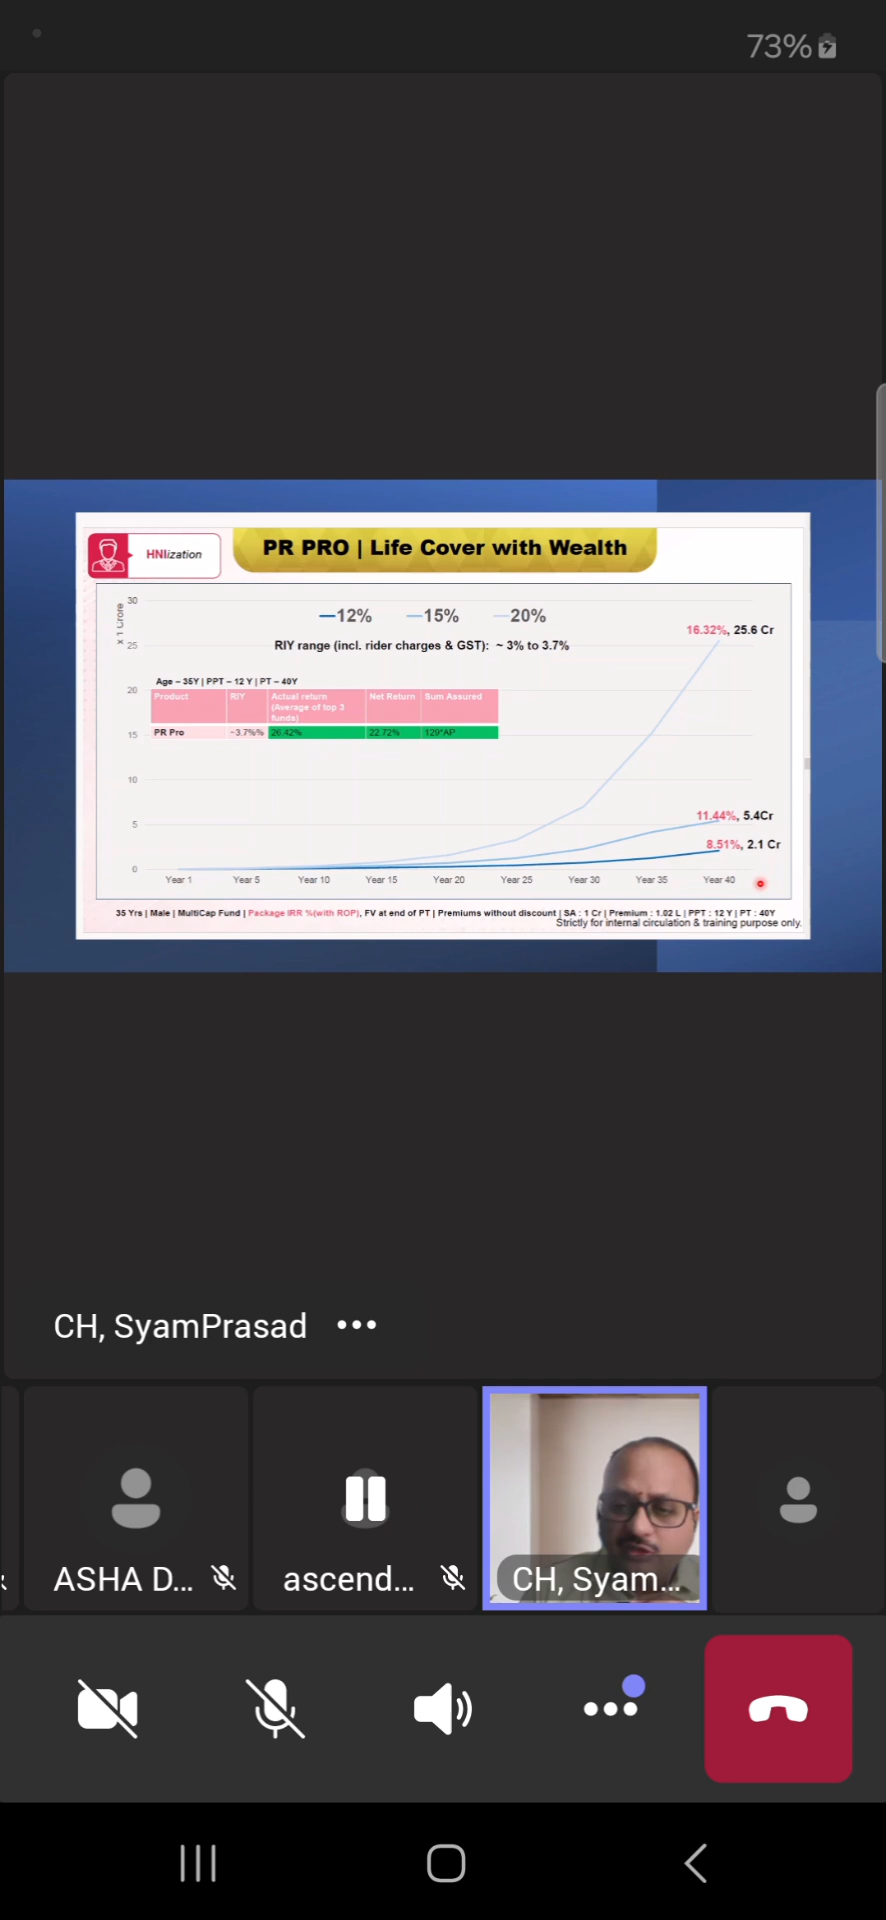 73%
HNIization
PR PRO | Life Cover with Wealth
x 1 Crore
30
25
20
15
10
5
0
12% 15% 20%
RIY range (incl. rider charges & GST): ~ 3% to 3.7%
16.32%, 25.6 Cr
Age – 35Y | PPT – 12 Y | PT – 40Y
Product RIY Actual return (Average of top 3 funds) Net Return Sum Assured
PR Pro ~3.7%% 26.42% 22.72% 129*AP
11.44%, 5.4Cr
8.51%, 2.1 Cr
Year 1 Year 5 Year 10 Year 15 Year 20 Year 25 Year 30 Year 35 Year 40
35 Yrs | Male | MultiCap Fund | Package IRR %(with ROP), FV at end of PT | Premiums without discount | SA : 1 Cr | Premium : 1.02 L | PPT : 12 Y | PT : 40Y
Strictly for internal circulation & training purpose only.
CH, SyamPrasad
ASHA D...
ascend...
CH, Syam...